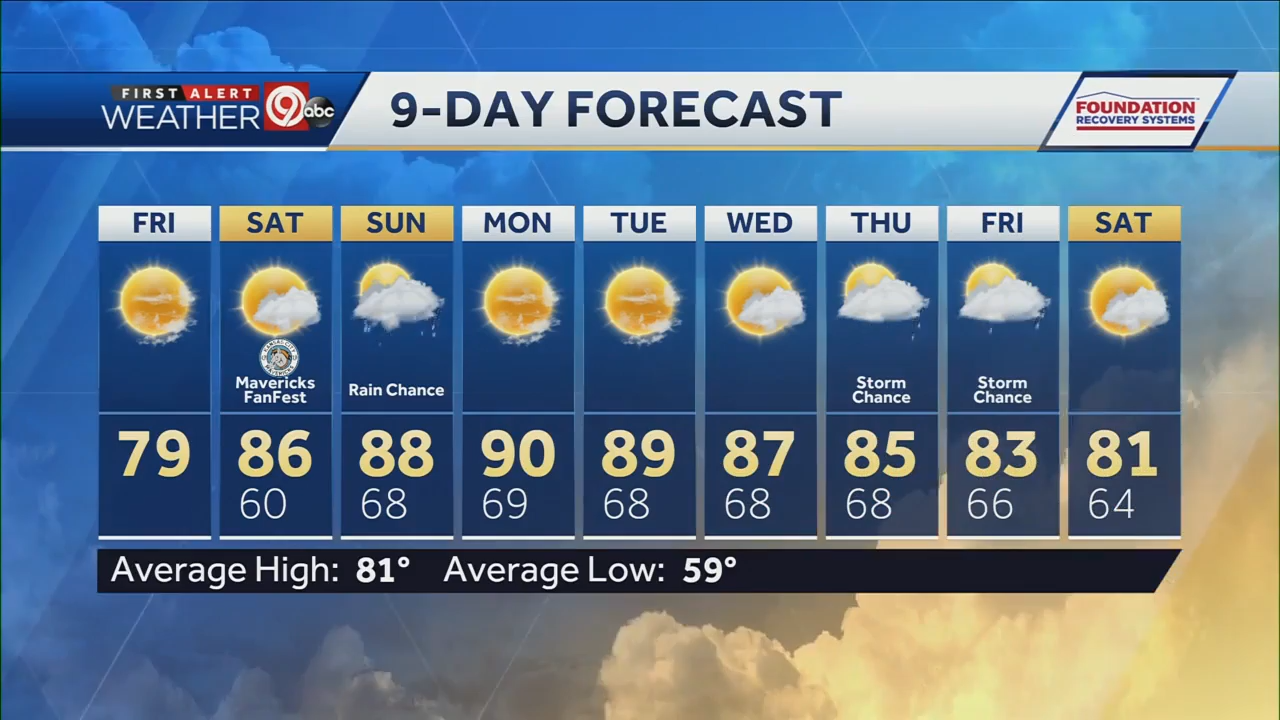 FIRST ALERT
WEATHER 9 abc
9-DAY FORECAST
FOUNDATION
RECOVERY SYSTEMS
FRI SAT SUN MON TUE WED THU FRI SAT
Mavericks
FanFest
Rain Chance
Storm
Chance
Storm
Chance
79 86 88 90 89 87 85 83 81
60 68 69 68 68 68 66 64
Average High: 81° Average Low: 59°